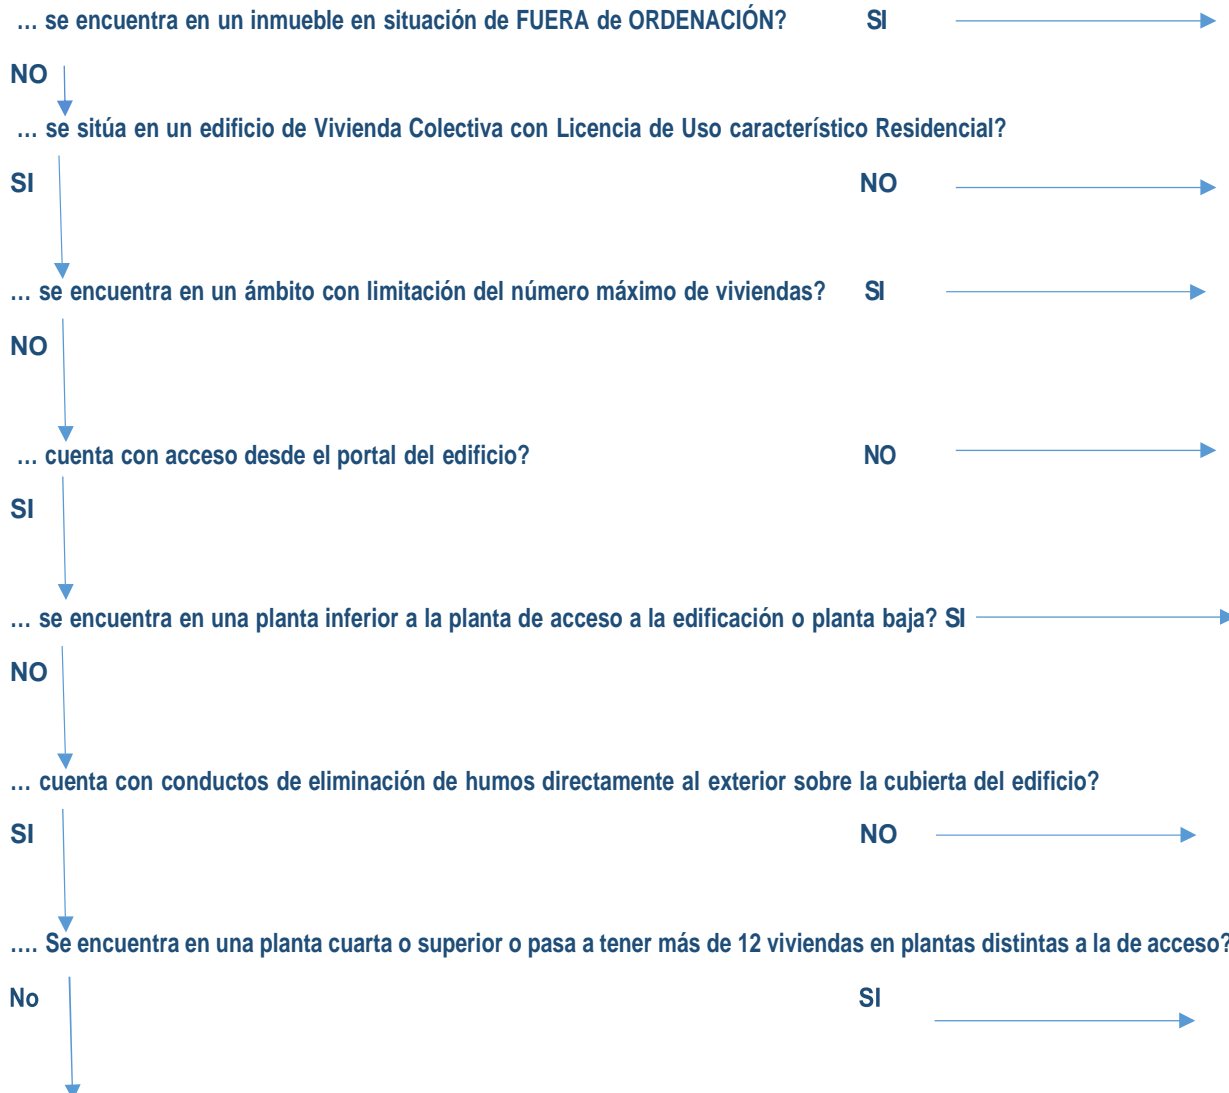 ... se encuentra en un inmueble en situación de FUERA de ORDENACIÓN? SI
NO
... se sitúa en un edificio de Vivienda Colectiva con Licencia de Uso característico Residencial?
SI NO
... se encuentra en un ámbito con limitación del número máximo de viviendas? SI
NO
... cuenta con acceso desde el portal del edificio? NO
SI
... se encuentra en una planta inferior a la planta de acceso a la edificación o planta baja? SI
NO
... cuenta con conductos de eliminación de humos directamente al exterior sobre la cubierta del edificio?
SI NO
.... Se encuentra en una planta cuarta o superior o pasa a tener más de 12 viviendas en plantas distintas a la de acceso?
No SI